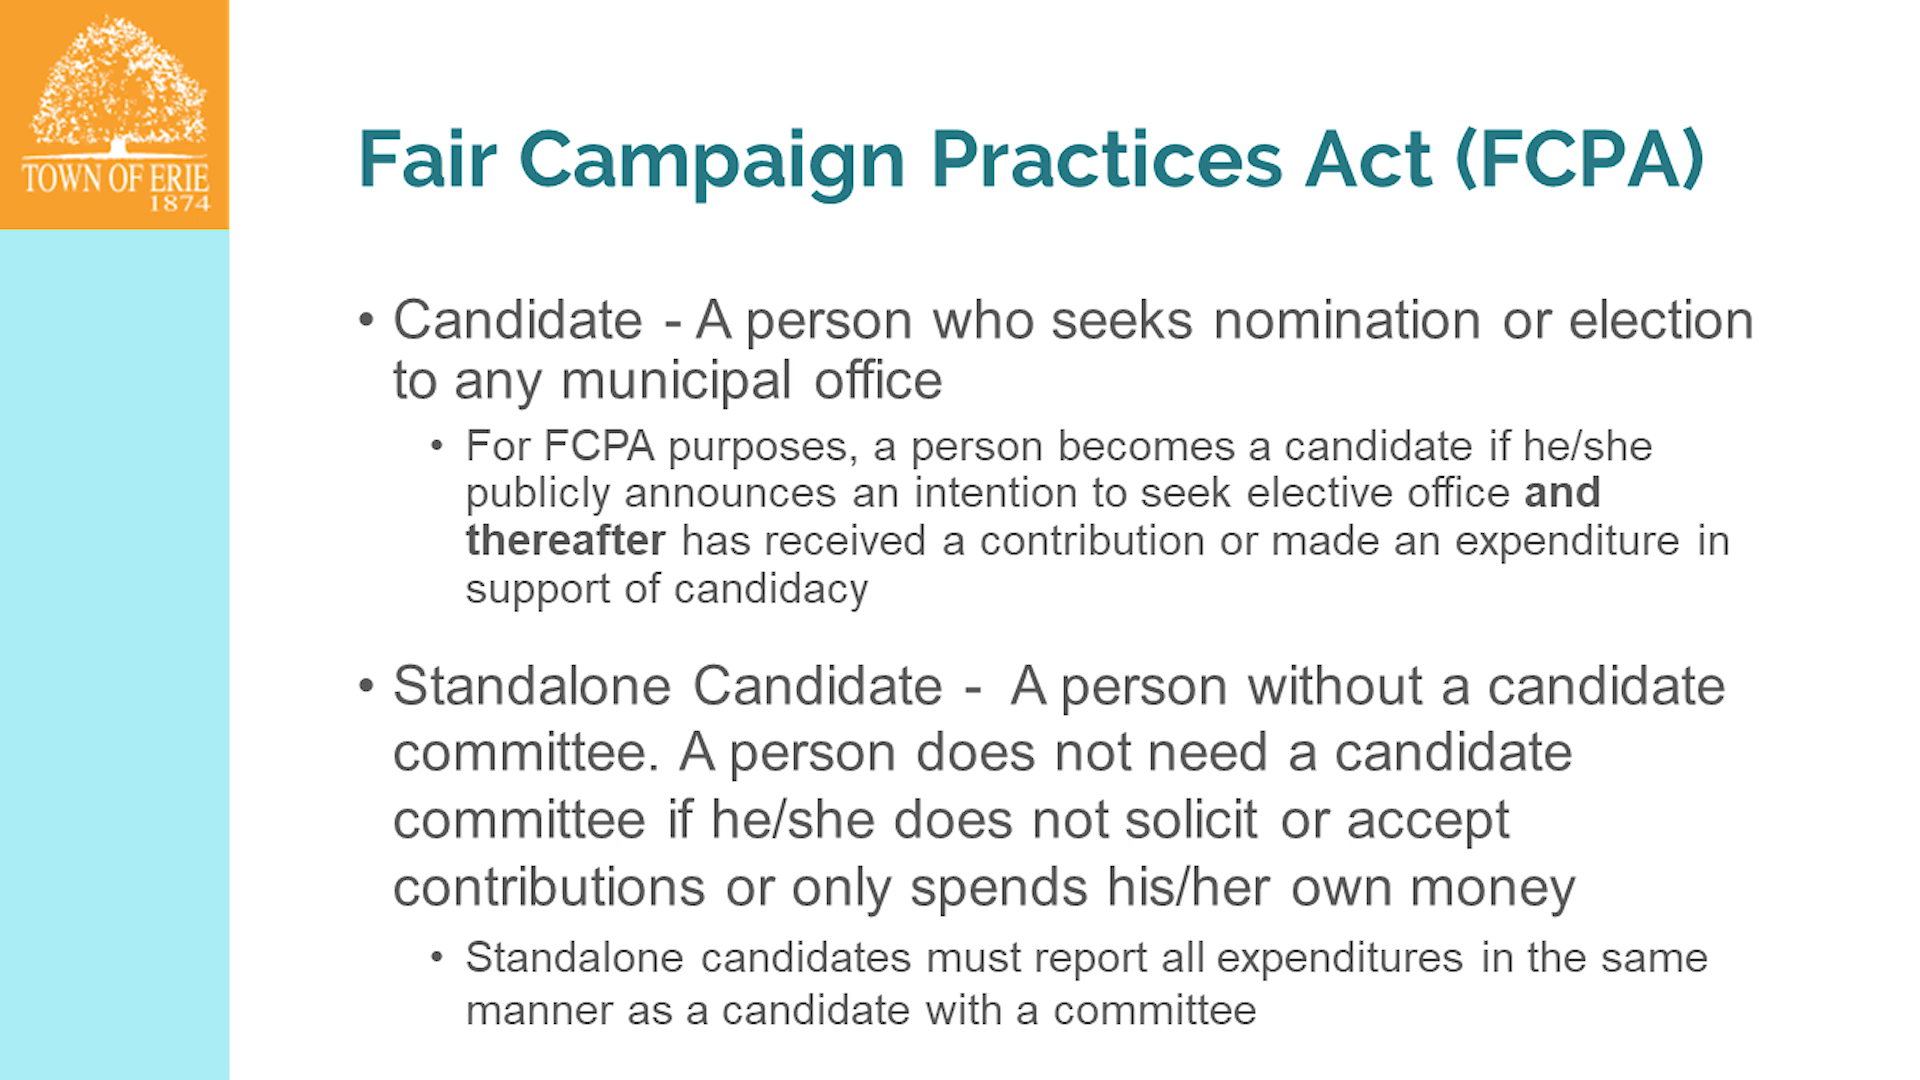 TOWN OF ERIE
1874
Fair Campaign Practices Act (FCPA)
• Candidate - A person who seeks nomination or election
to any municipal office
• For FCPA purposes, a person becomes a candidate if he/she
publicly announces an intention to seek elective office and
thereafter has received a contribution or made an expenditure in
support of candidacy
• Standalone Candidate - A person without a candidate
committee. A person does not need a candidate
committee if he/she does not solicit or accept
contributions or only spends his/her own money
• Standalone candidates must report all expenditures in the same
manner as a candidate with a committee